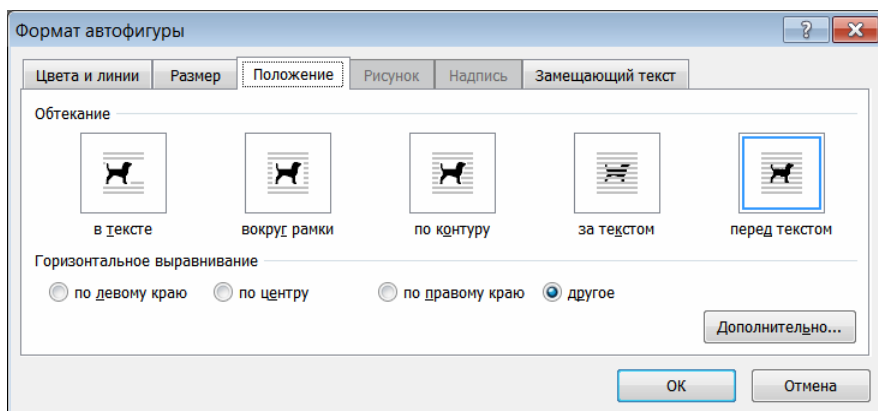 Формат автофигуры
Цвета и линии Размер Положение Рисунок Надпись Замещающий текст
Обтекание
в тексте вокруг рамки по контуру за текстом перед текстом
Горизонтальное выравнивание
по левому краю по центру по правому краю другое
Дополнительно...
ОК Отмена